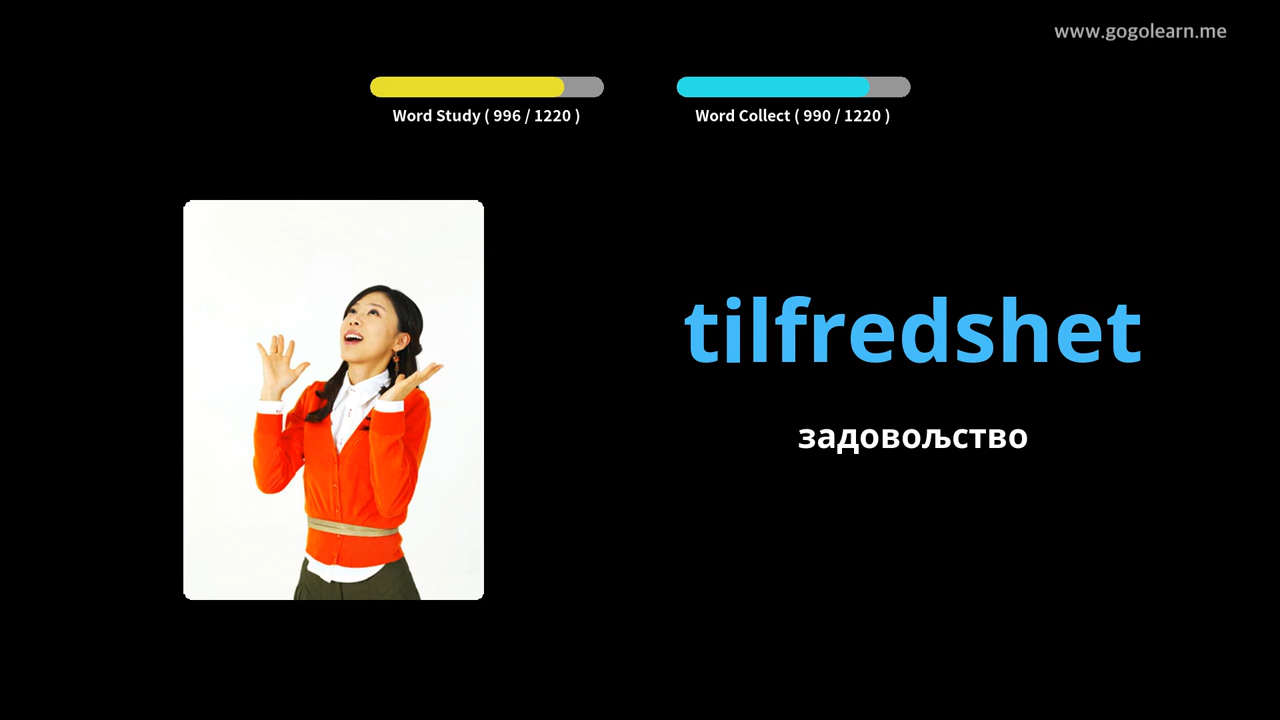 www.gogolearn.me
Word Study ( 996 / 1220 )
Word Collect ( 990 / 1220 )
tilfredshet
задовољство